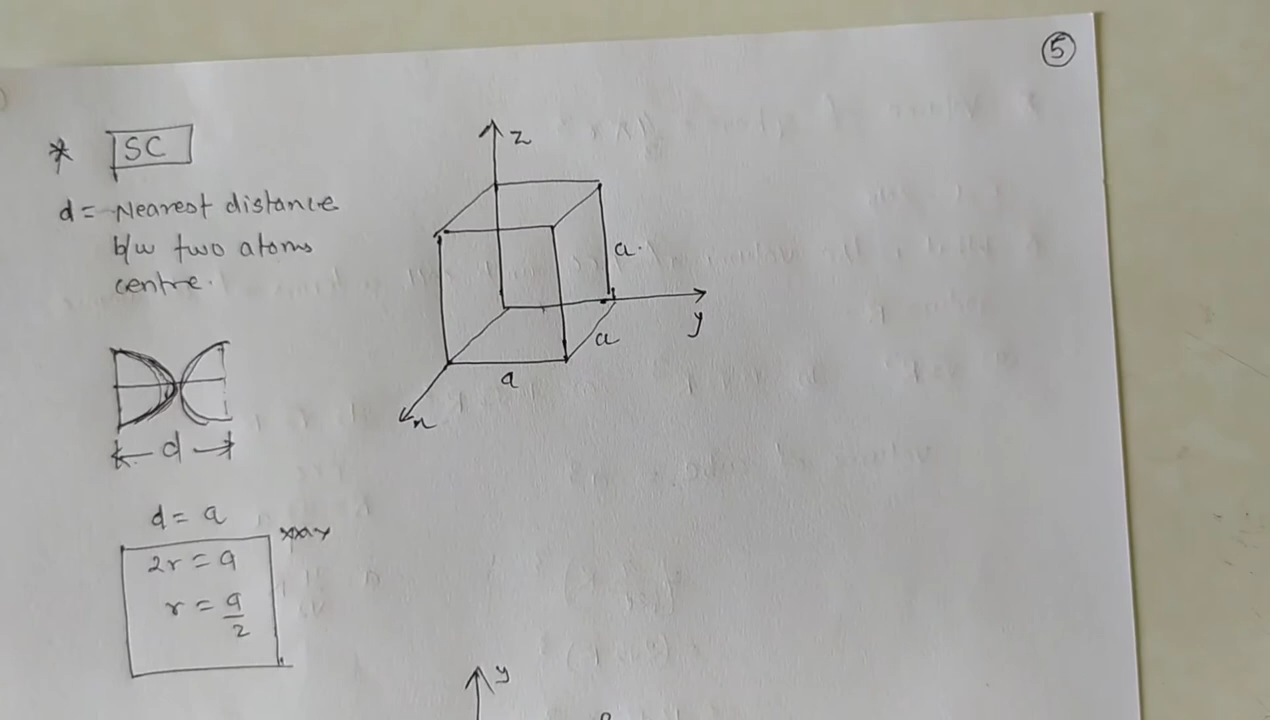 5
* SC
d = Nearest distance
b/w two atoms
centre.
z
a
y
a
a
x
d
d = a
2r = a
r = a/2
y